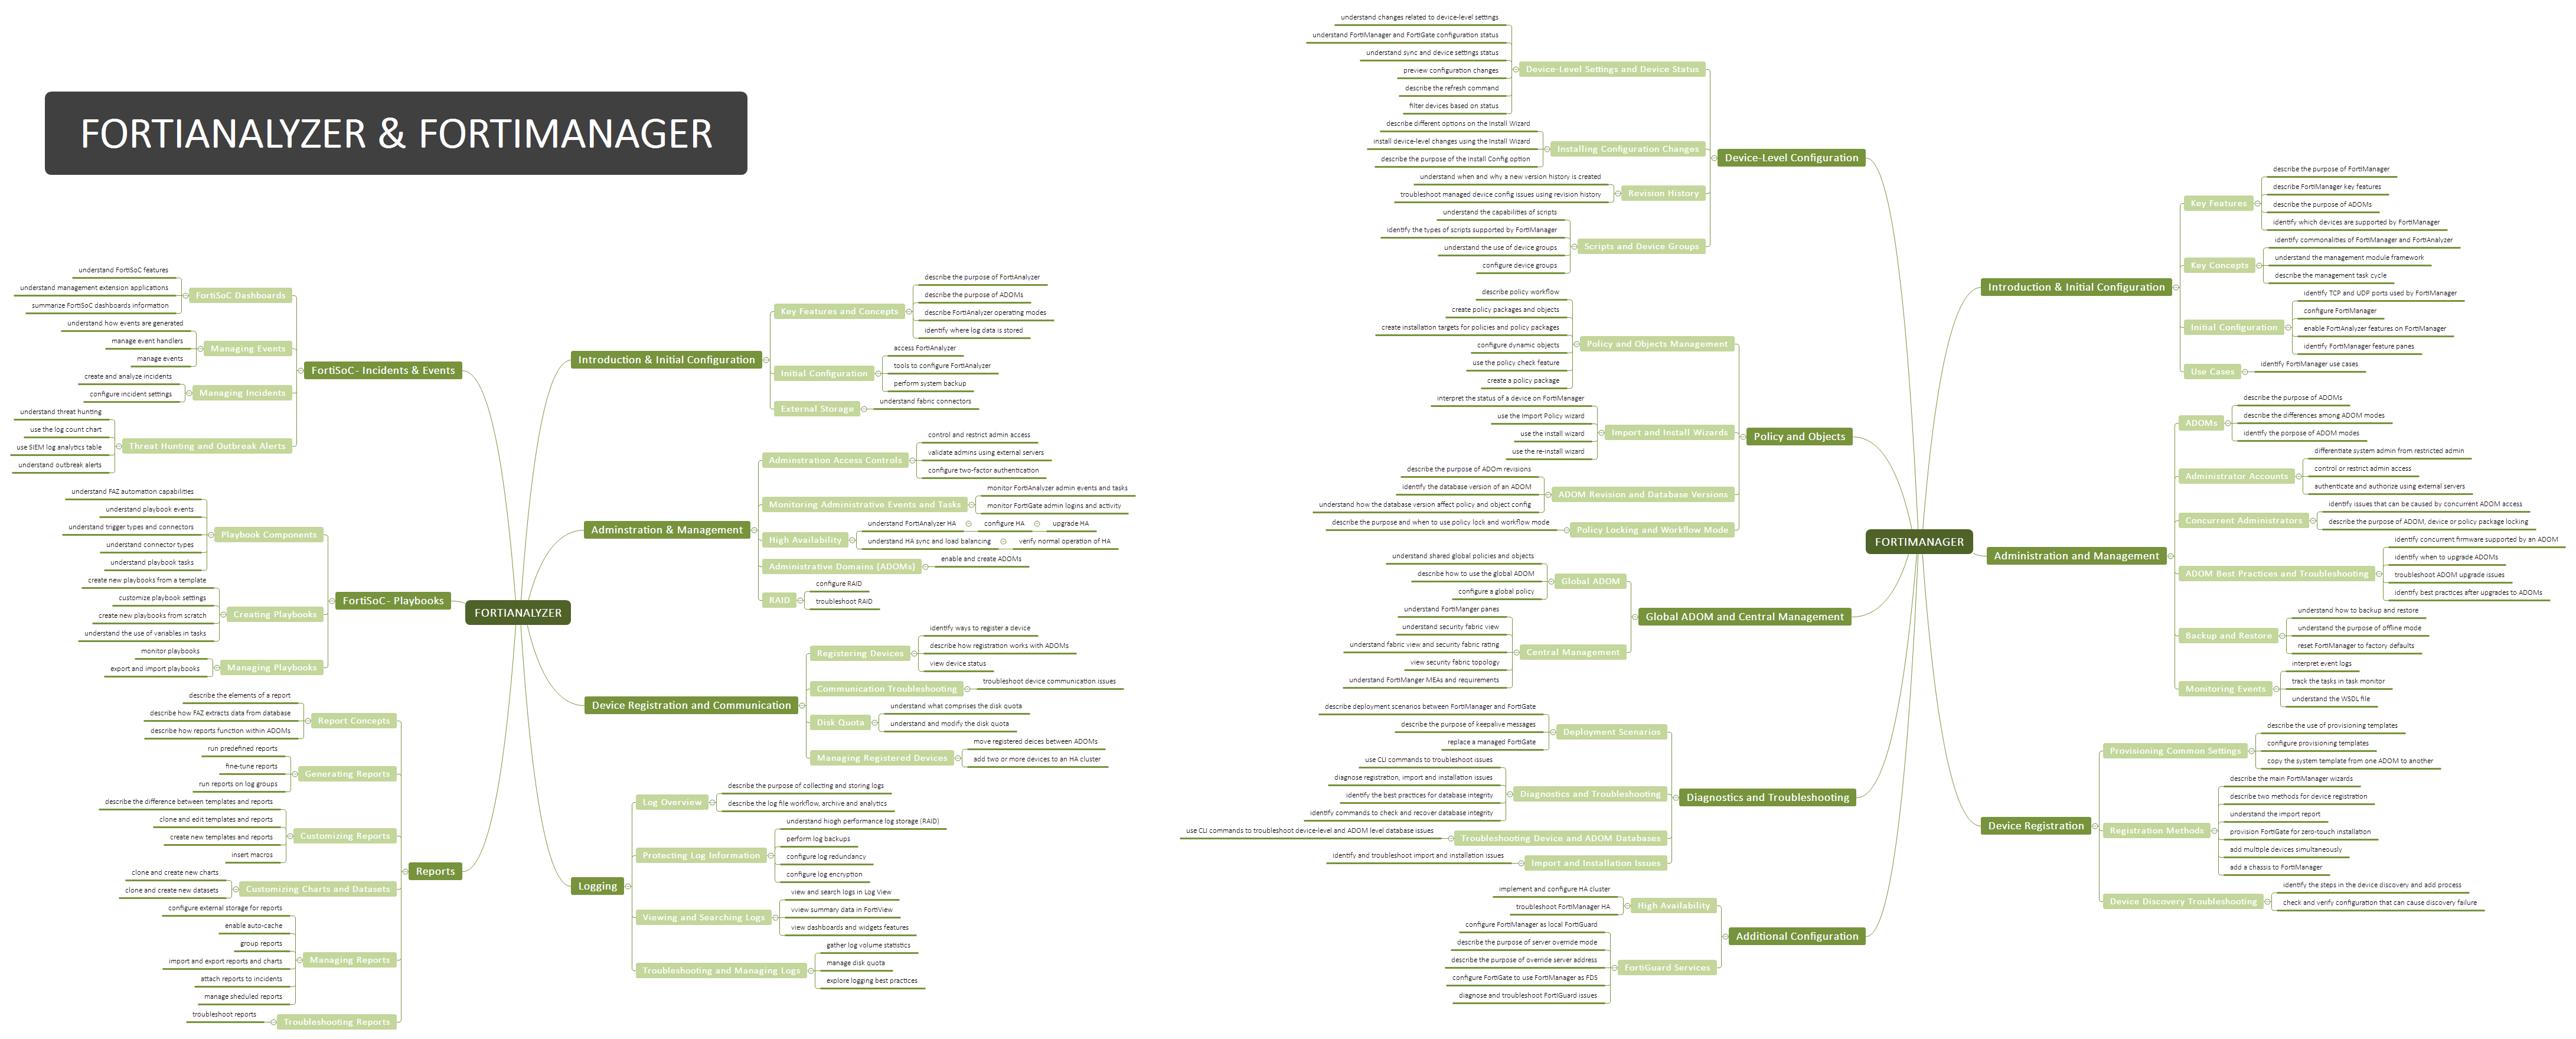 FORTIANALYZER & FORTIMANAGER
FORTIANALYZER
FortiSoC- Incidents & Events
FortiSoC Dashboards
understand FortiSoC features
understand management extension applications
summarize FortiSoC dashboards information
Managing Events
understand how events are generated
manage event handlers
manage events
Managing Incidents
create and analyze incidents
configure incident settings
Threat Hunting and Outbreak Alerts
understand threat hunting
use the log count chart
use SIEM log analytics table
understand outbreak alerts
FortiSoC- Playbooks
Playbook Components
understand FAZ automation capabilities
understand playbook events
understand trigger types and connectors
understand connector types
understand playbook tasks
Creating Playbooks
create new playbooks from a template
customize playbook settings
create new playbooks from scratch
understand the use of variables in tasks
Managing Playbooks
monitor playbooks
export and import playbooks
Reports
Report Concepts
describe the elements of a report
describe how FAZ extracts data from database
describe how reports function within ADOMs
Generating Reports
run predefined reports
fine-tune reports
run reports on log groups
Customizing Reports
describe the difference between templates and reports
clone and edit templates and reports
create new templates and reports
insert macros
Customizing Charts and Datasets
clone and create new charts
clone and create new datasets
Managing Reports
configure external storage for reports
enable auto-cache
group reports
import and export reports and charts
attach reports to incidents
manage sheduled reports
Troubleshooting Reports
troubleshoot reports
Introduction & Initial Configuration
Key Features and Concepts
describe the purpose of FortiAnalyzer
describe the purpose of ADOMs
describe FortiAnalyzer operating modes
identify where log data is stored
Initial Configuration
access FortiAnalyzer
tools to configure FortiAnalyzer
perform system backup
External Storage
understand fabric connectors
Adminstration & Management
Adminstration Access Controls
control and restrict admin access
validate admins using external servers
configure two-factor authentication
Monitoring Administrative Events and Tasks
monitor FortiAnalyzer admin events and tasks
monitor FortiGate admin logins and activity
High Availability
understand FortiAnalyzer HA
configure HA
upgrade HA
understand HA sync and load balancing
verify normal operation of HA
Administrative Domains (ADOMs)
enable and create ADOMs
RAID
configure RAID
troubleshoot RAID
Device Registration and Communication
Registering Devices
identify ways to register a device
describe how registration works with ADOMs
view device status
Communication Troubleshooting
troubleshoot device communication issues
Disk Quota
understand what comprises the disk quota
understand and modify the disk quota
Managing Registered Devices
move registered deices between ADOMs
add two or more devices to an HA cluster
Logging
Log Overview
describe the purpose of collecting and storing logs
describe the log file workflow, archive and analytics
Protecting Log Information
understand hiogh performance log storage (RAID)
perform log backups
configure log redundancy
configure log encryption
Viewing and Searching Logs
view and search logs in Log View
vview summary data in FortiView
view dashboards and widgets features
Troubleshooting and Managing Logs
gather log volume statistics
manage disk quota
explore logging best practices
FORTIMANAGER
Device-Level Configuration
Device-Level Settings and Device Status
understand changes related to device-level settings
understand FortiManager and FortiGate configuration status
understand sync and device settings status
preview configuration changes
describe the refresh command
filter devices based on status
Installing Configuration Changes
describe different options on the Install Wizard
install device-level changes using the Install Wizard
describe the purpose of the Install Config option
Revision History
understand when and why a new version history is created
troubleshoot managed device config issues using revision history
Scripts and Device Groups
understand the capabilities of scripts
identify the types of scripts supported by FortiManager
understand the use of device groups
configure device groups
Policy and Objects
Policy and Objects Management
describe policy workflow
create policy packages and objects
create installation targets for policies and policy packages
configure dynamic objects
use the policy check feature
create a policy package
Import and Install Wizards
interpret the status of a device on FortiManager
use the Import Policy wizard
use the install wizard
use the re-install wizard
ADOM Revision and Database Versions
describe the purpose of ADOm revisions
identify the database version of an ADOM
understand how the database version affect policy and object config
Policy Locking and Workflow Mode
describe the purpose and when to use policy lock and workflow mode
Global ADOM and Central Management
Global ADOM
understand shared global policies and objects
describe how to use the global ADOM
configure a global policy
Central Management
understand FortiManger panes
understand security fabric view
understand fabric view and security fabric rating
view security fabric topology
understand FortiManger MEAs and requirements
Diagnostics and Troubleshooting
Deployment Scenarios
describe deployment scenarios between FortiManager and FortiGate
describe the purpose of keepalive messages
replace a managed FortiGate
Diagnostics and Troubleshooting
use CLI commands to troubleshoot issues
diagnose registration, import and installation issues
identify the best practices for database integrity
identify commands to check and recover database integrity
Troubleshooting Device and ADOM Databases
use CLI commands to troubleshoot device-level and ADOM level database issues
Import and Installation Issues
identify and troubleshoot import and installation issues
Additional Configuration
High Availability
implement and configure HA cluster
troubleshoot FortiManager HA
FortiGuard Services
configure FortiManager as local FortiGuard
describe the purpose of server override mode
describe the purpose of override server address
configure FortiGate to use FortiManager as FDS
diagnose and troubleshoot FortiGuard issues
Introduction & Initial Configuration
Key Features
describe the purpose of FortiManager
describe FortiManager key features
describe the purpose of ADOMs
identify which devices are supported by FortiManager
Key Concepts
identify commonalities of FortiManager and FortiAnalyzer
understand the management module framework
describe the management task cycle
Initial Configuration
identify TCP and UDP ports used by FortiManager
configure FortiManager
enable FortiAnalyzer features on FortiManager
identify FortiManager feature panes
Use Cases
identify FortiManager use cases
Administration and Management
ADOMs
describe the purpose of ADOMs
describe the differences among ADOM modes
identify the porpose of ADOM modes
Administrator Accounts
differentiate system admin from restricted admin
control or restrict admin access
authenticate and authorize using external servers
Concurrent Administrators
identify issues that can be caused by concurrent ADOM access
describe the purpose of ADOM, device or policy package locking
ADOM Best Practices and Troubleshooting
identify concurrent firmware supported by an ADOM
identify when to upgrade ADOMs
troubleshoot ADOM upgrade issues
identify best practices after upgrades to ADOMs
Backup and Restore
understand how to backup and restore
understand the purpose of offline mode
reset FortiManager to factory defaults
Monitoring Events
interpret event logs
track the tasks in task monitor
understand the WSDL file
Device Registration
Provisioning Common Settings
describe the use of provisioning templates
configure provisioning templates
copy the system template from one ADOM to another
Registration Methods
describe the main FortiManager wizards
describe two methods for device registration
understand the import report
provision FortiGate for zero-touch installation
add multiple devices simultaneously
add a chassis to FortiManager
Device Discovery Troubleshooting
identify the steps in the device discovery and add process
check and verify configuration that can cause discovery failure